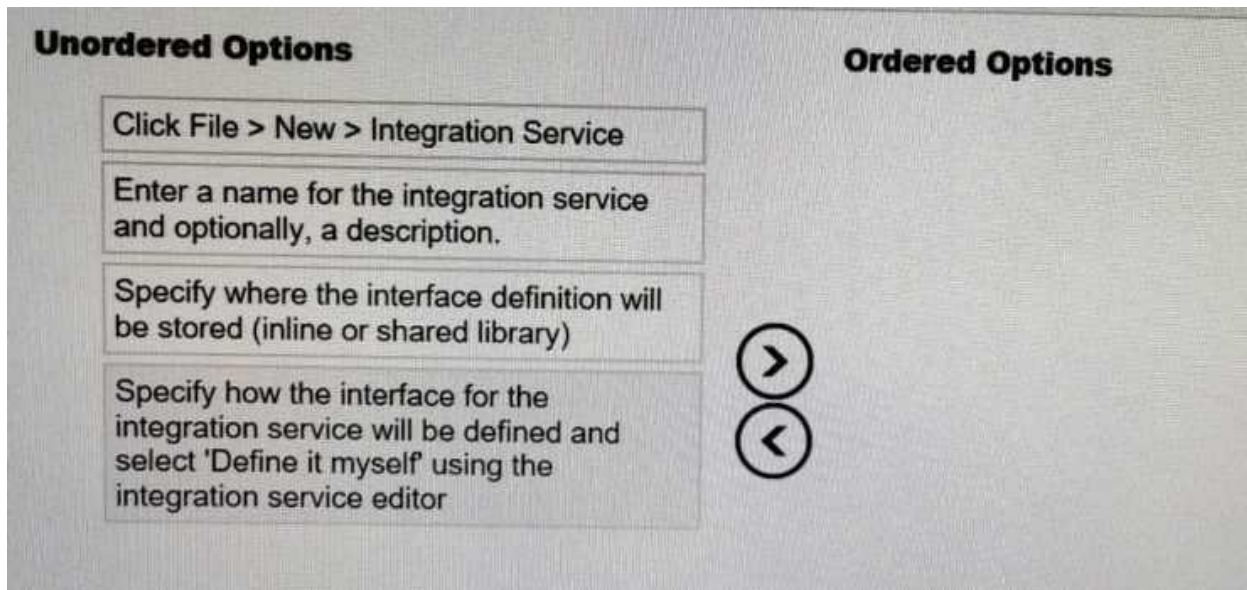 Unordered Options
Ordered Options
Click File > New > Integration Service
Enter a name for the integration service
and optionally, a description.
Specify where the interface definition will
be stored (inline or shared library)
Specify how the interface for the
integration service will be defined and
select 'Define it myself' using the
integration service editor